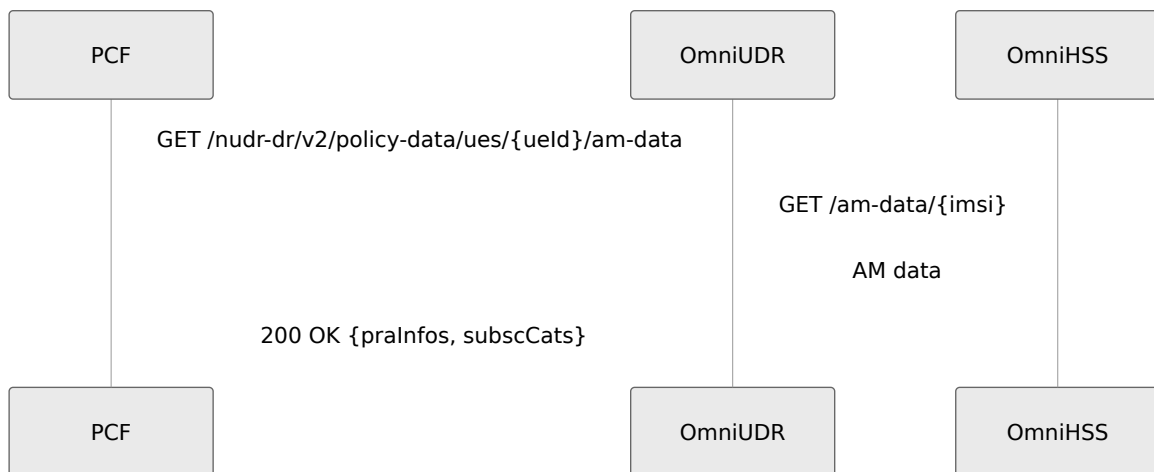 PCF
OmniUDR
OmniHSS
GET /nudr-dr/v2/policy-data/ues/{ueId}/am-data
GET /am-data/{imsi}
AM data
200 OK {praInfos, subscCats}
PCF
OmniUDR
OmniHSS